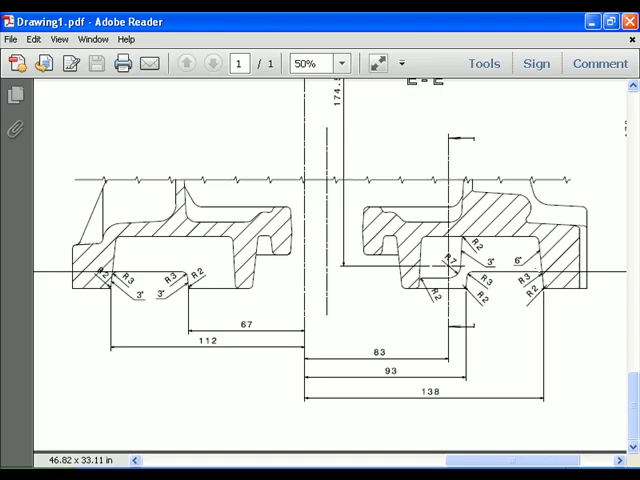 Drawing1.pdf - Adobe Reader
File Edit View Window Help
1 / 1 50% Tools Sign Comment
E-E
174.5
R2 R3 3° 3° R3 R2
R2 R7 3° 6° R3 R2 R3 R2 R2
67
112
83
93
138
46.82 x 33.11 in